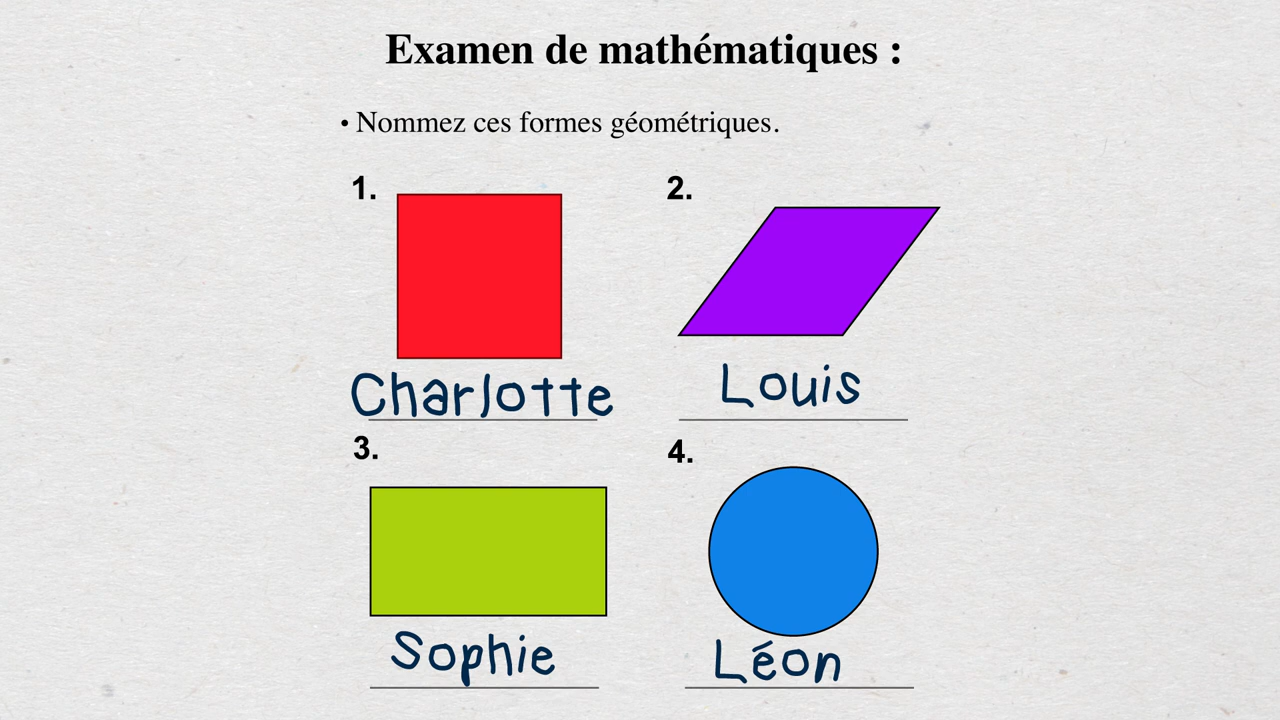 Examen de mathématiques :
• Nommez ces formes géométriques.
1.
2.
Charlotte
Louis
3.
4.
Sophie
Léon